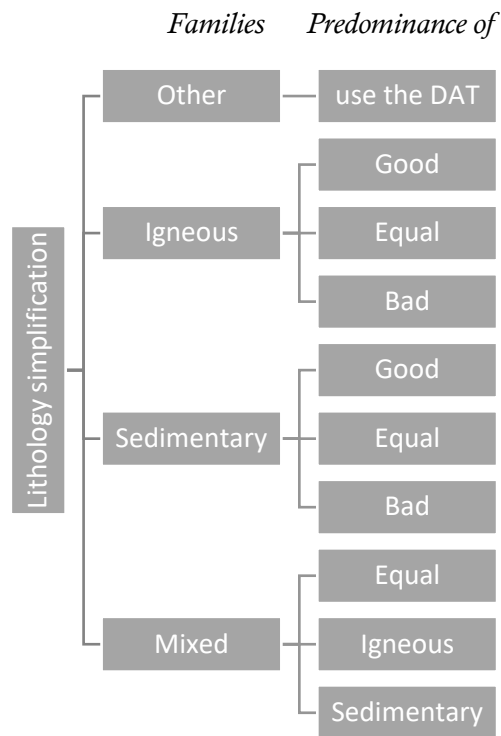 Families Predominance of
Other use the DAT
Good
Igneous Equal
Bad
Lithology simplification
Good
Sedimentary Equal
Bad
Equal
Mixed Igneous
Sedimentary